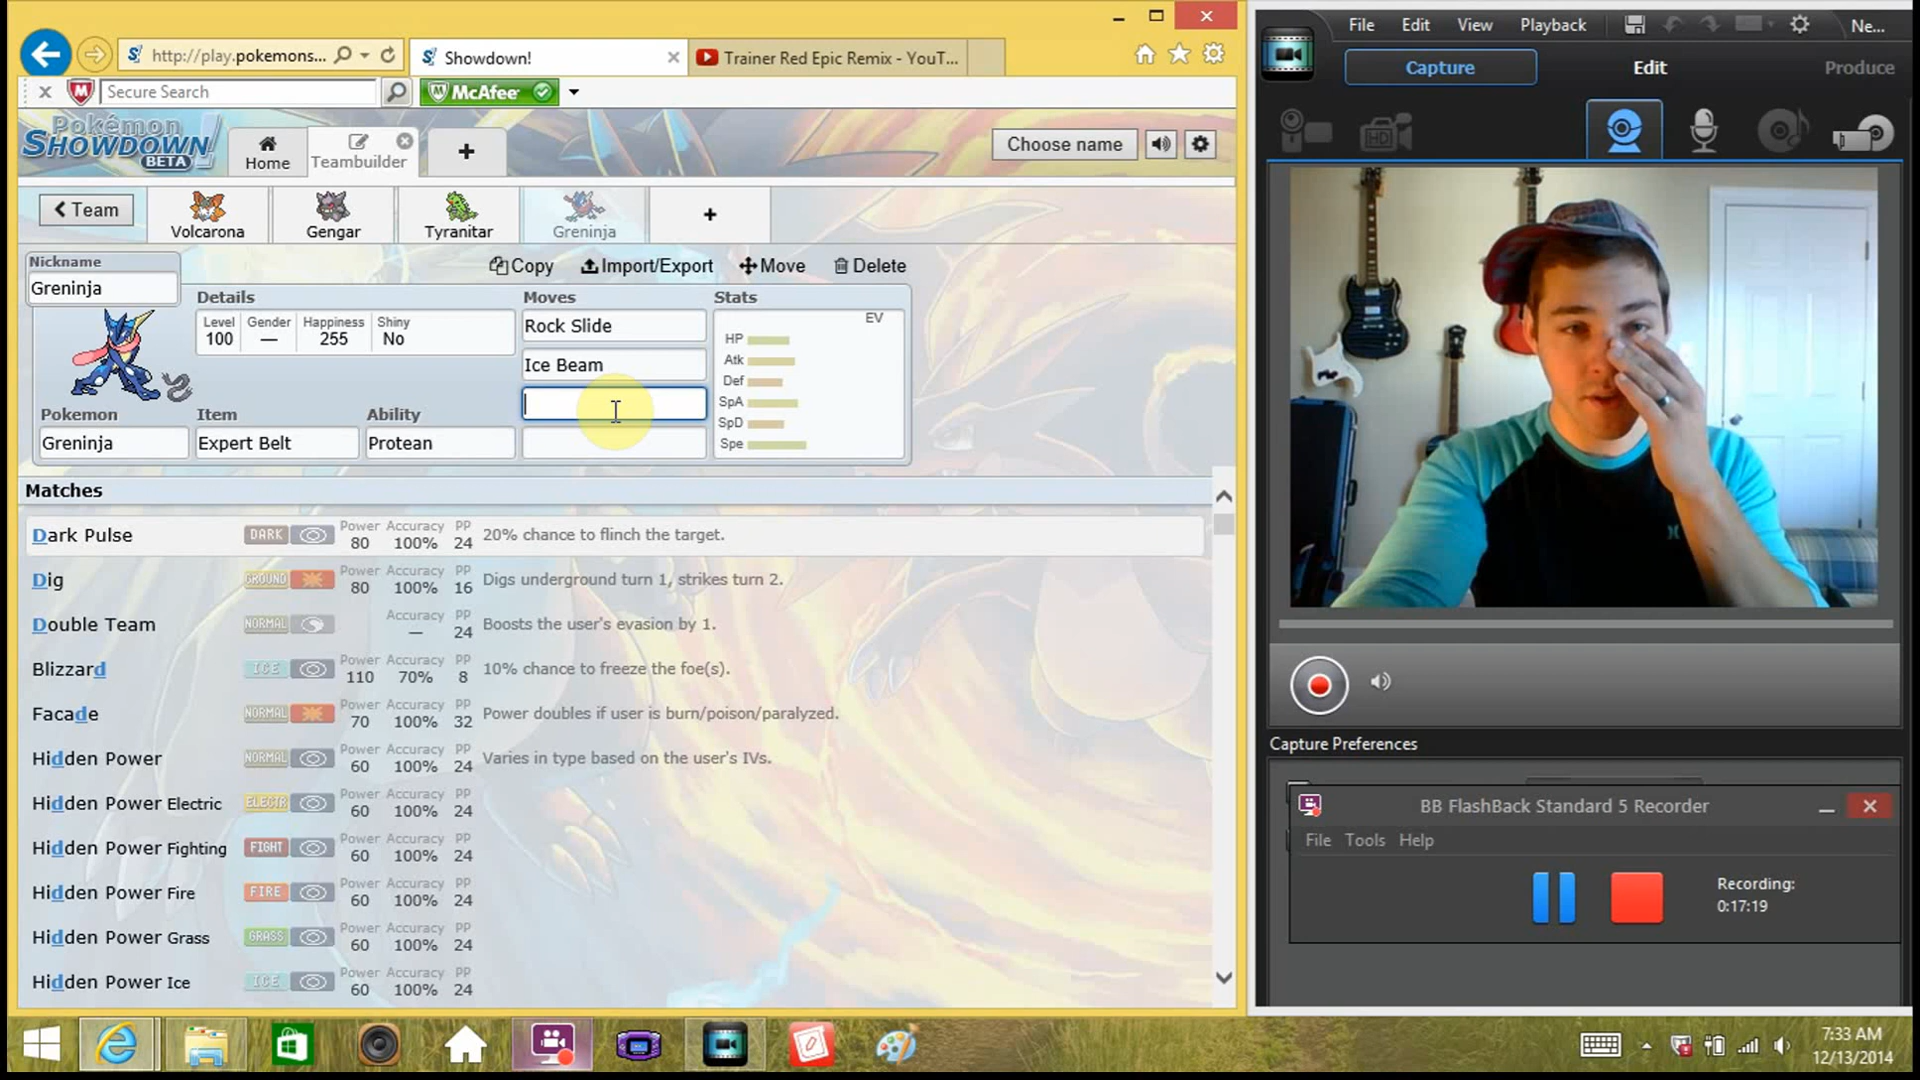 http://play.pokemons...
Showdown!
Trainer Red Epic Remix - YouT...
Secure Search
McAfee
Pokémon
SHOWDOWN!
BETA
Home
Teambuilder
+
Choose name
Team
Volcarona
Gengar
Tyranitar
Greninja
+
Nickname
Greninja
Copy
Import/Export
Move
Delete
Details
Moves
Stats
Level
100
Gender
—
Happiness
255
Shiny
No
Rock Slide
Ice Beam
EV
HP
Atk
Def
SpA
SpD
Spe
Pokemon
Greninja
Item
Expert Belt
Ability
Protean
Matches
Dark Pulse DARK Power 80 Accuracy 100% PP 24 20% chance to flinch the target.
Dig GROUND Power 80 Accuracy 100% PP 16 Digs underground turn 1, strikes turn 2.
Double Team NORMAL Accuracy — PP 24 Boosts the user's evasion by 1.
Blizzard ICE Power 110 Accuracy 70% PP 8 10% chance to freeze the foe(s).
Facade NORMAL Power 70 Accuracy 100% PP 32 Power doubles if user is burn/poison/paralyzed.
Hidden Power NORMAL Power 60 Accuracy 100% PP 24 Varies in type based on the user's IVs.
Hidden Power Electric ELECTR Power 60 Accuracy 100% PP 24
Hidden Power Fighting FIGHT Power 60 Accuracy 100% PP 24
Hidden Power Fire FIRE Power 60 Accuracy 100% PP 24
Hidden Power Grass GRASS Power 60 Accuracy 100% PP 24
Hidden Power Ice ICE Power 60 Accuracy 100% PP 24
File Edit View Playback Ne...
Capture
Edit
Produce
HD
Capture Preferences
BB FlashBack Standard 5 Recorder
File Tools Help
Recording:
0:17:19
7:33 AM
12/13/2014